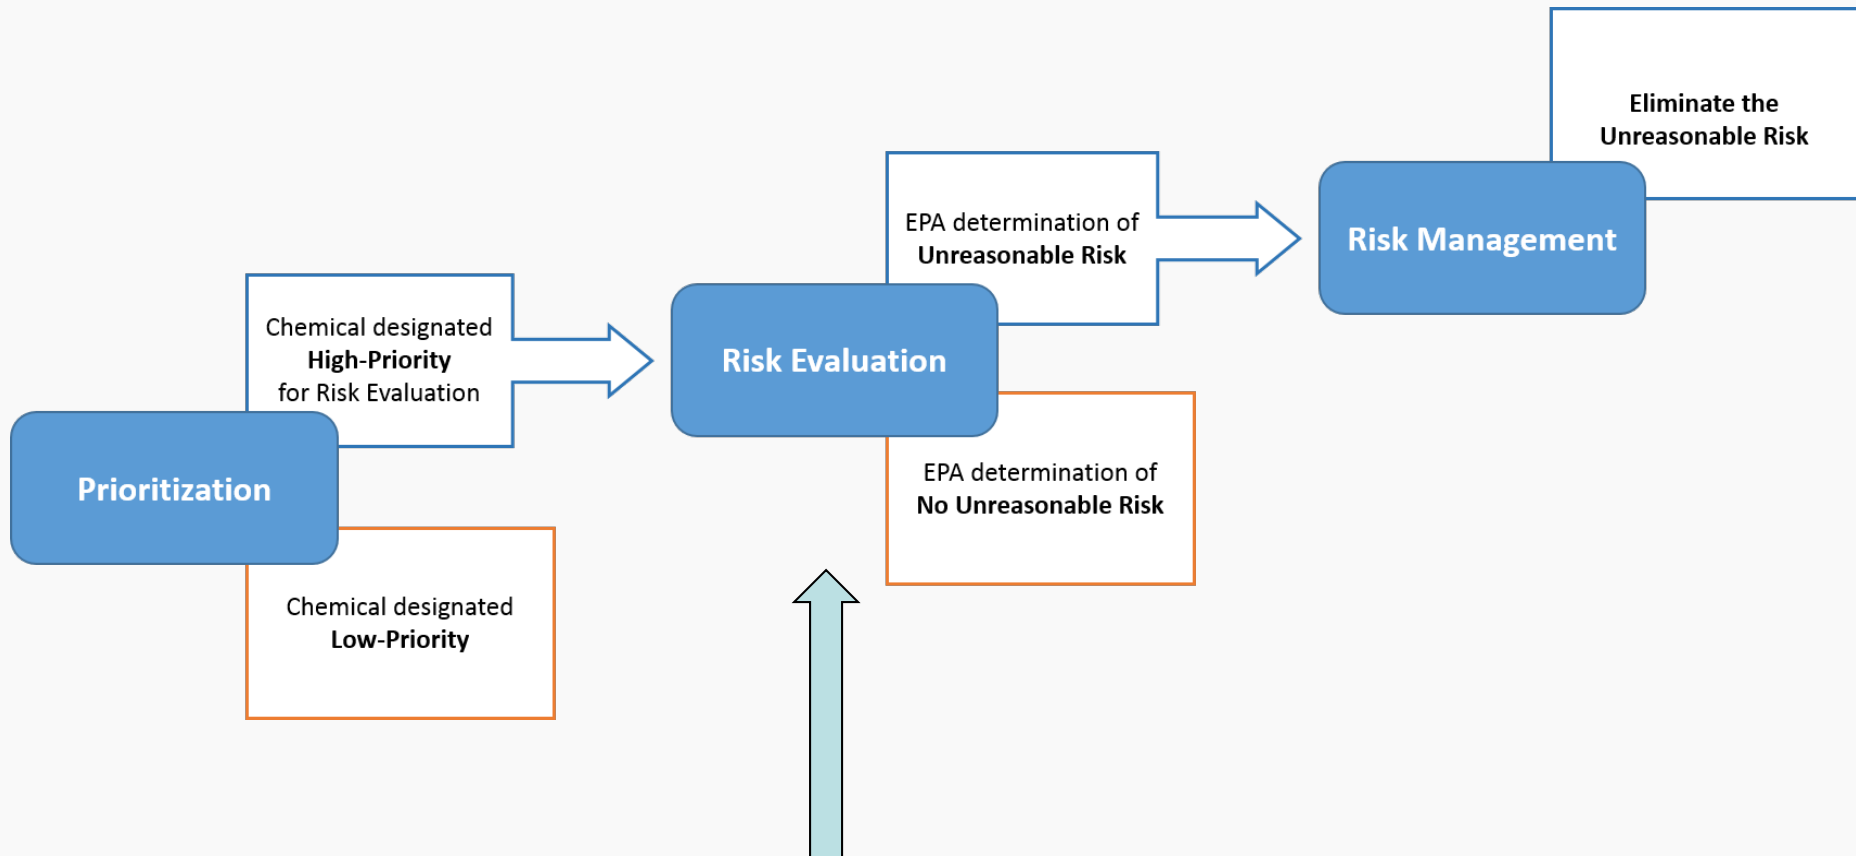 Prioritization
Chemical designated
High-Priority
for Risk Evaluation
Chemical designated
Low-Priority
Risk Evaluation
EPA determination of
Unreasonable Risk
EPA determination of
No Unreasonable Risk
Risk Management
Eliminate the
Unreasonable Risk